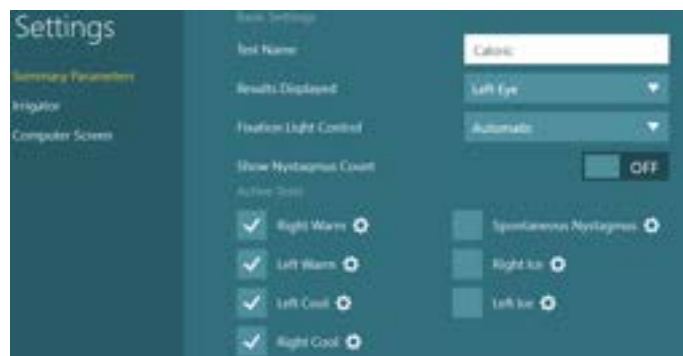 Settings
Summary Parameters
Irrigator
Computer Screen
Basic Settings
Test Name
Caloric
Results Displayed
Left Eye
Fixation Light Control
Automatic
Show Nystagmus Count
OFF
Active Tests
Right Warm
Spontaneous Nystagmus
Left Warm
Right Ice
Left Cool
Left Ice
Right Cool